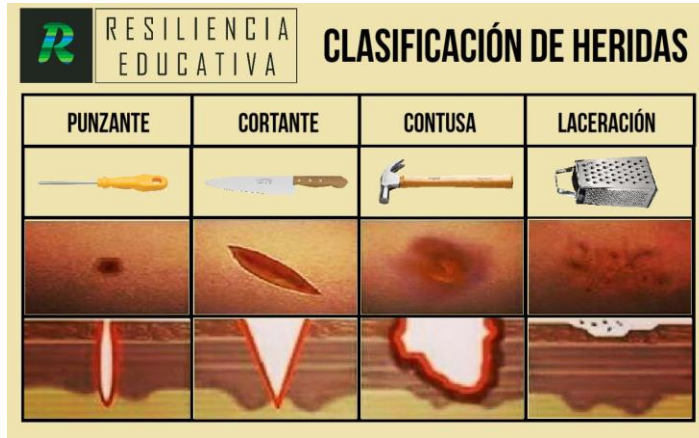 R
RESILIENCIA
EDUCATIVA
CLASIFICACIÓN DE HERIDAS
PUNZANTE
CORTANTE
CONTUSA
LACERACIÓN